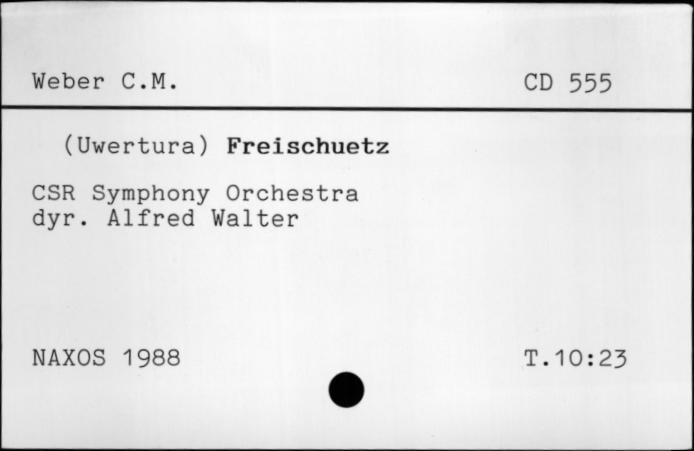 Weber C.M. CD 555
(Uwertura) Freischuetz
CSR Symphony Orchestra
dyr. Alfred Walter
NAXOS 1988 T.10:23